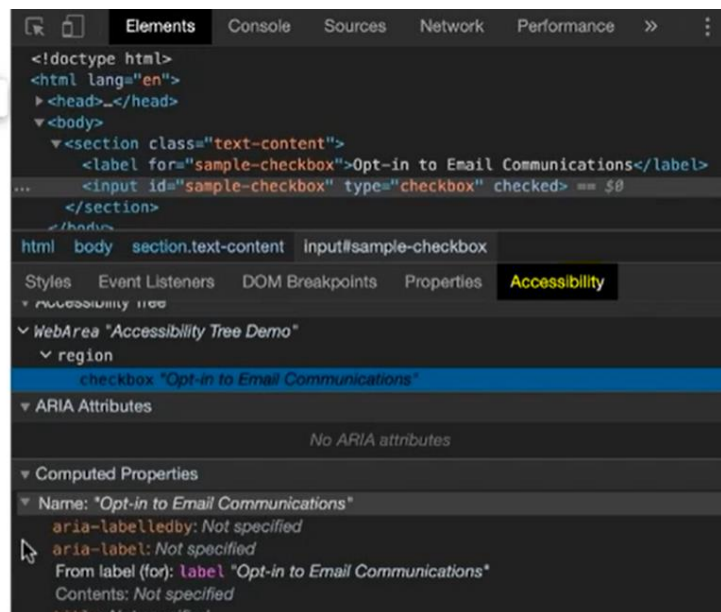 Elements Console Sources Network Performance »
<!doctype html>
<html lang="en">
▶<head>…</head>
▼<body>
▼<section class="text-content">
<label for="sample-checkbox">Opt-in to Email Communications</label>
... <input id="sample-checkbox" type="checkbox" checked> == $0
</section>
</body>
html body section.text-content input#sample-checkbox
Styles Event Listeners DOM Breakpoints Properties Accessibility
Accessibility Tree
WebArea "Accessibility Tree Demo"
region
checkbox "Opt-in to Email Communications"
ARIA Attributes
No ARIA attributes
Computed Properties
Name: "Opt-in to Email Communications"
aria-labelledby: Not specified
aria-label: Not specified
From label (for): label "Opt-in to Email Communications"
Contents: Not specified